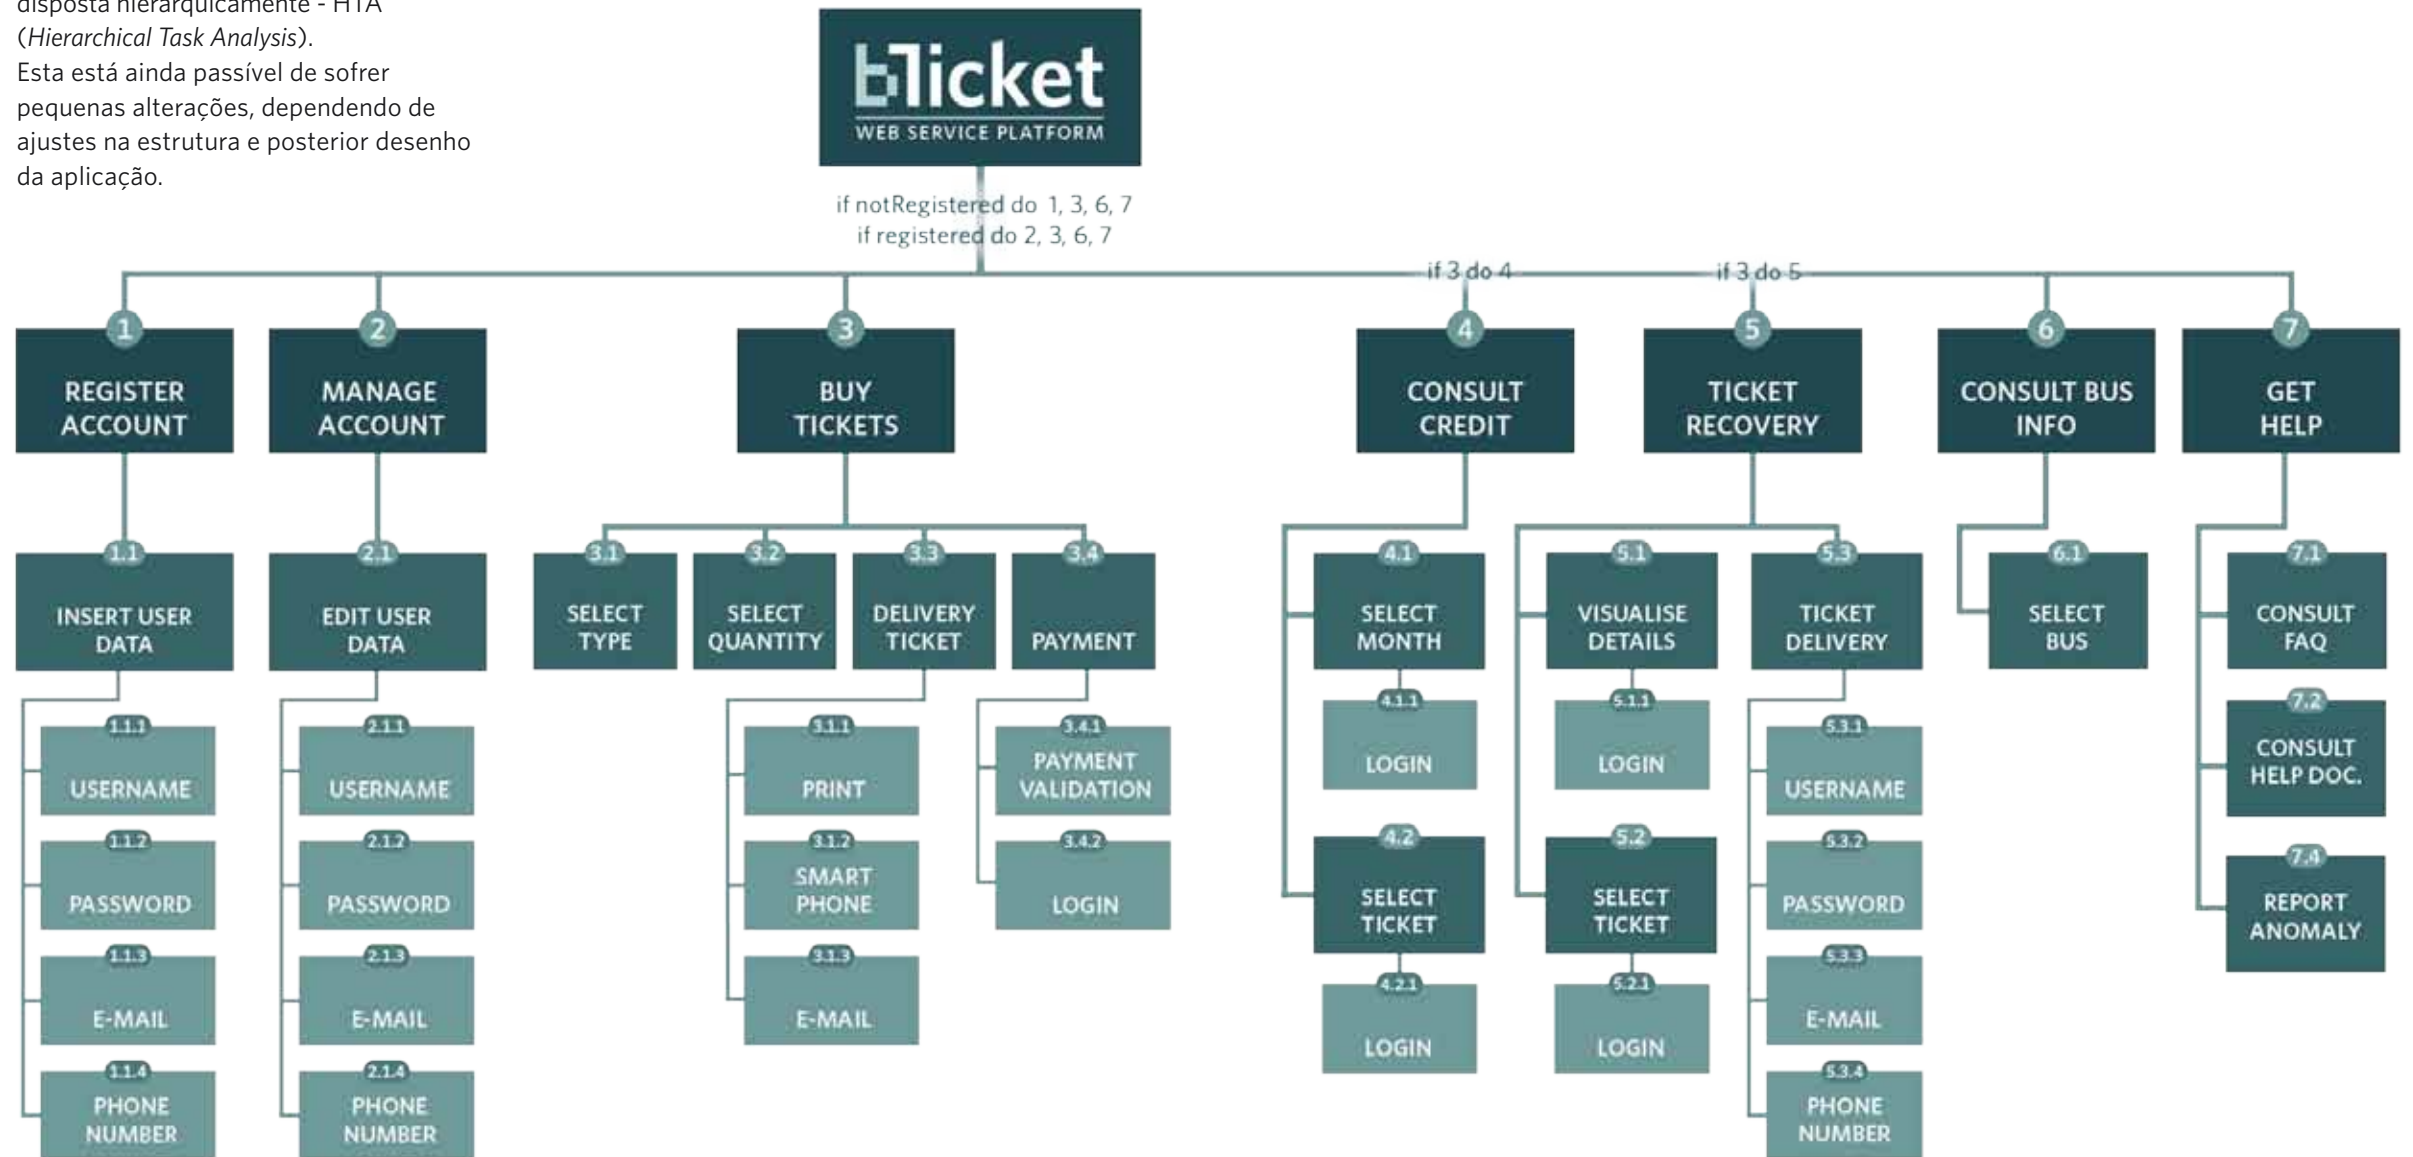 disposta hierarquicamente - HTA
(Hierarchical Task Analysis).
Esta está ainda passível de sofrer
pequenas alterações, dependendo de
ajustes na estrutura e posterior desenho
da aplicação.
bTicket
WEB SERVICE PLATFORM
if notRegistered do 1, 3, 6, 7
if registered do 2, 3, 6, 7
if 3 do 4
if 3 do 5
1
REGISTER
ACCOUNT
2
MANAGE
ACCOUNT
3
BUY
TICKETS
4
CONSULT
CREDIT
5
TICKET
RECOVERY
6
CONSULT BUS
INFO
7
GET
HELP
1.1
INSERT USER
DATA
1.1.1
USERNAME
1.1.2
PASSWORD
1.1.3
E-MAIL
1.1.4
PHONE
NUMBER
2.1
EDIT USER
DATA
2.1.1
USERNAME
2.1.2
PASSWORD
2.1.3
E-MAIL
2.1.4
PHONE
NUMBER
3.1
SELECT
TYPE
3.2
SELECT
QUANTITY
3.3
DELIVERY
TICKET
3.1.1
PRINT
3.1.2
SMART
PHONE
3.1.3
E-MAIL
3.4
PAYMENT
3.4.1
PAYMENT
VALIDATION
3.4.2
LOGIN
4.1
SELECT
MONTH
4.1.1
LOGIN
4.2
SELECT
TICKET
4.2.1
LOGIN
5.1
VISUALISE
DETAILS
5.1.1
LOGIN
5.2
SELECT
TICKET
5.2.1
LOGIN
5.3
TICKET
DELIVERY
5.3.1
USERNAME
5.3.2
PASSWORD
5.3.3
E-MAIL
5.3.4
PHONE
NUMBER
6.1
SELECT
BUS
7.1
CONSULT
FAQ
7.2
CONSULT
HELP DOC.
7.4
REPORT
ANOMALY